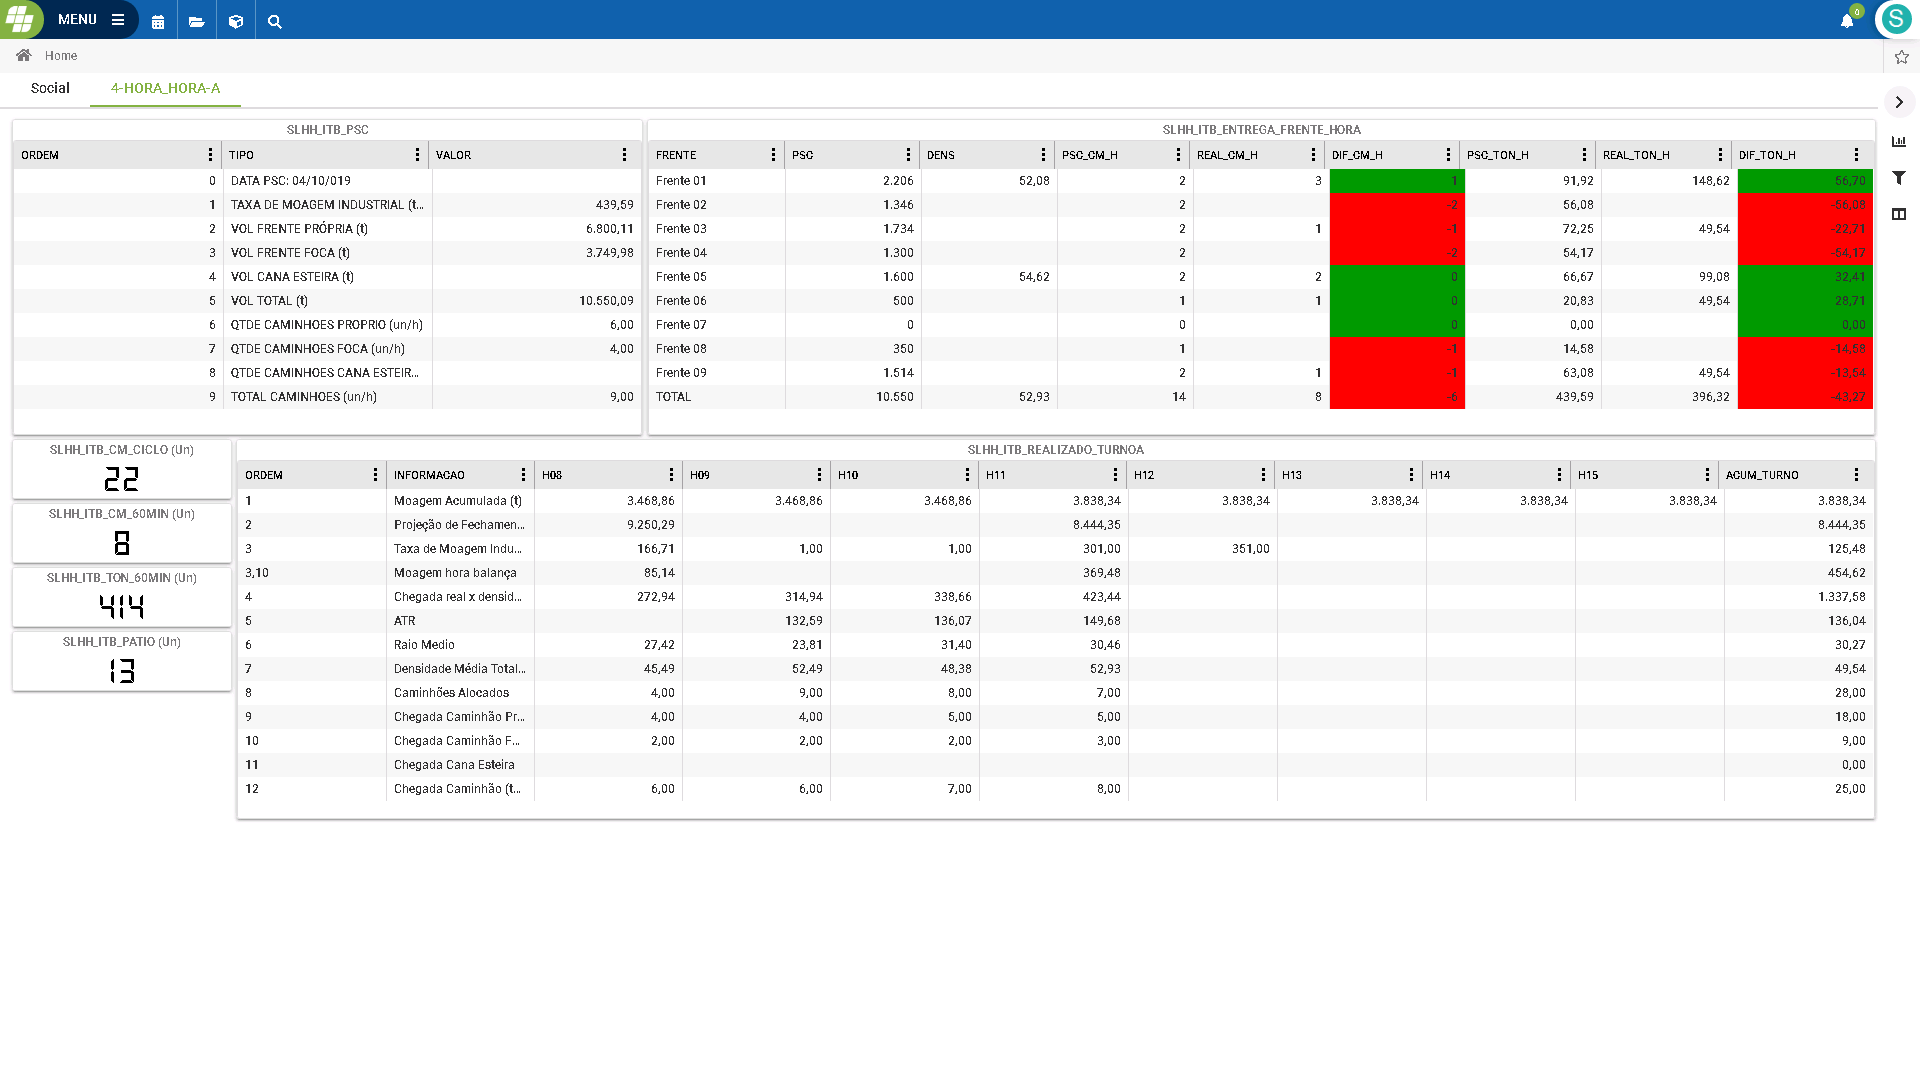 MENU
0
S
Home
Social 4-HORA_HORA-A
SLHH_ITB_PSC
ORDEM TIPO VALOR
0 DATA PSC: 04/10/019
1 TAXA DE MOAGEM INDUSTRIAL (t... 439,59
2 VOL FRENTE PRÓPRIA (t) 6.800,11
3 VOL FRENTE FOCA (t) 3.749,98
4 VOL CANA ESTEIRA (t)
5 VOL TOTAL (t) 10.550,09
6 QTDE CAMINHOES PROPRIO (un/h) 6,00
7 QTDE CAMINHOES FOCA (un/h) 4,00
8 QTDE CAMINHOES CANA ESTEIR...
9 TOTAL CAMINHOES (un/h) 9,00
SLHH_ITB_ENTREGA_FRENTE_HORA
FRENTE PSC DENS PSC_CM_H REAL_CM_H DIF_CM_H PSC_TON_H REAL_TON_H DIF_TON_H
Frente 01 2.206 52,08 2 3 1 91,92 148,62 56,70
Frente 02 1.346 2 -2 56,08 -56,08
Frente 03 1.734 2 1 -1 72,25 49,54 -22,71
Frente 04 1.300 2 -2 54,17 -54,17
Frente 05 1.600 54,62 2 2 0 66,67 99,08 32,41
Frente 06 500 1 1 0 20,83 49,54 28,71
Frente 07 0 0 0 0,00 0,00
Frente 08 350 1 -1 14,58 -14,58
Frente 09 1.514 2 1 -1 63,08 49,54 -13,54
TOTAL 10.550 52,93 14 8 -6 439,59 396,32 -43,27
SLHH_ITB_CM_CICLO (Un)
22
SLHH_ITB_CM_60MIN (Un)
8
SLHH_ITB_TON_60MIN (Un)
414
SLHH_ITB_PATIO (Un)
13
SLHH_ITB_REALIZADO_TURNOA
ORDEM INFORMACAO H08 H09 H10 H11 H12 H13 H14 H15 ACUM_TURNO
1 Moagem Acumulada (t) 3.468,86 3.468,86 3.468,86 3.838,34 3.838,34 3.838,34 3.838,34 3.838,34 3.838,34
2 Projeção de Fechamen... 9.250,29 8.444,35 8.444,35
3 Taxa de Moagem Indu... 166,71 1,00 1,00 301,00 351,00 125,48
3,10 Moagem hora balança 85,14 369,48 454,62
4 Chegada real x densid... 272,94 314,94 338,66 423,44 1.337,58
5 ATR 132,59 136,07 149,68 136,04
6 Raio Medio 27,42 23,81 31,40 30,46 30,27
7 Densidade Média Total... 45,49 52,49 48,38 52,93 49,54
8 Caminhões Alocados 4,00 9,00 8,00 7,00 28,00
9 Chegada Caminhão Pr... 4,00 4,00 5,00 5,00 18,00
10 Chegada Caminhão F... 2,00 2,00 2,00 3,00 9,00
11 Chegada Cana Esteira 0,00
12 Chegada Caminhão (t... 6,00 6,00 7,00 8,00 25,00